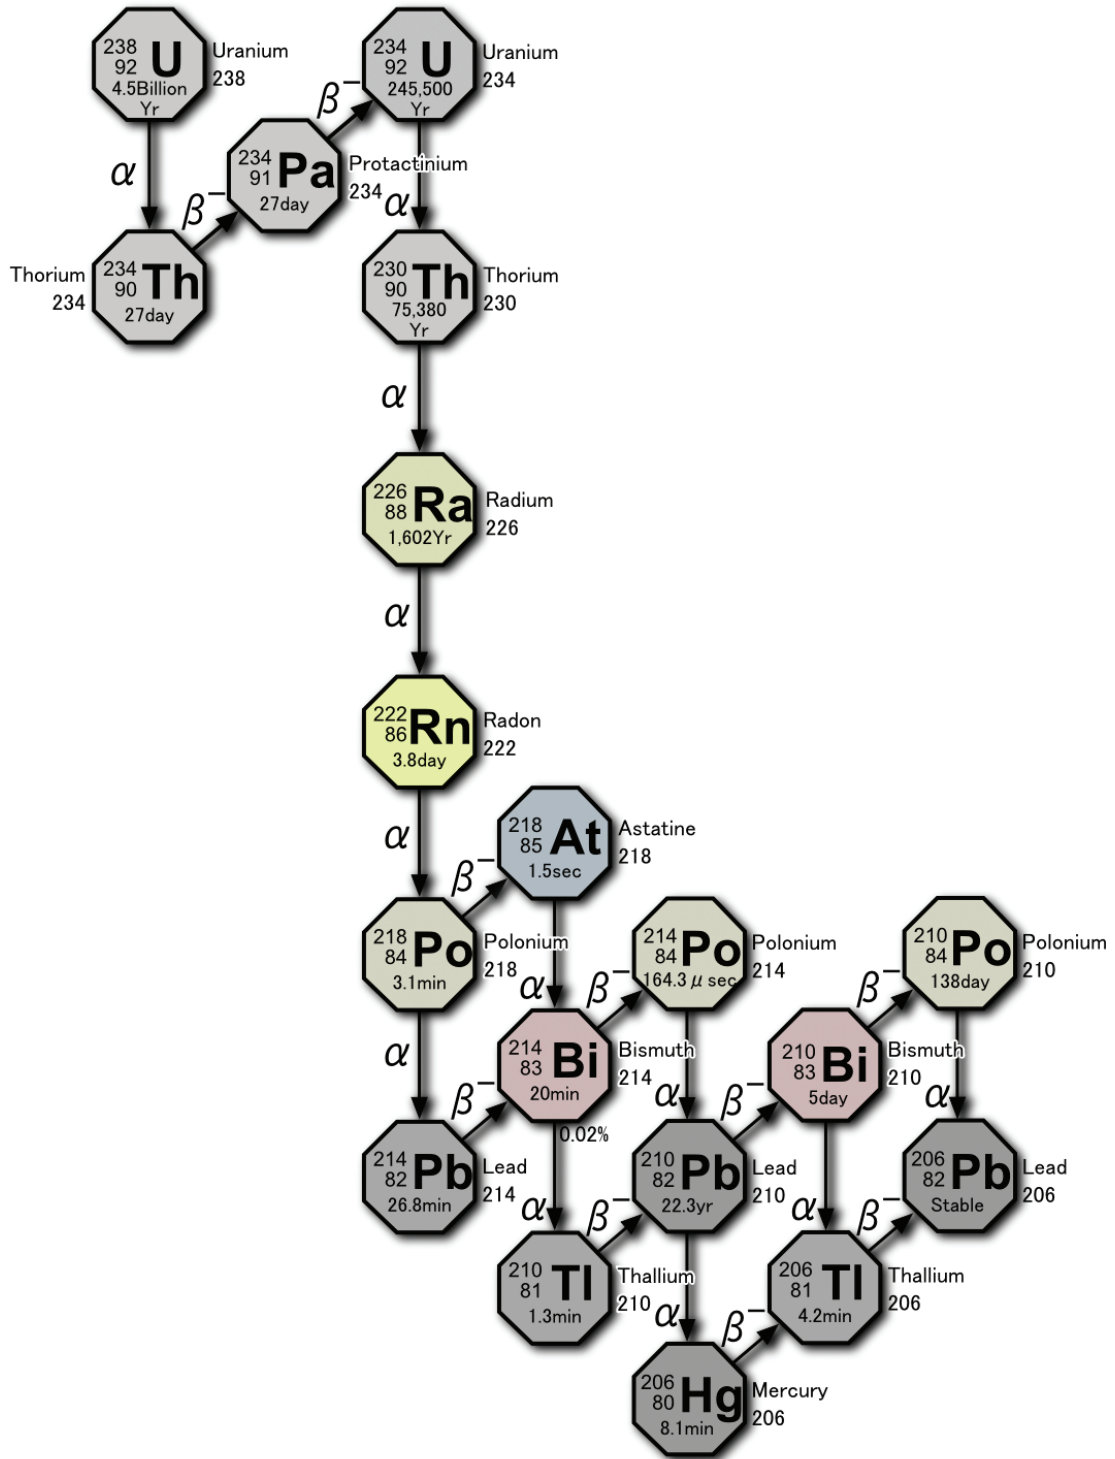 238
92 U
4.5Billion
Yr
Uranium
238
α
234
90 Th
27day
Thorium
234
β−
234
91 Pa
27day
Protactinium
234
β−
234
92 U
245,500
Yr
Uranium
234
α
230
90 Th
75,380
Yr
Thorium
230
α
226
88 Ra
1,602Yr
Radium
226
α
222
86 Rn
3.8day
Radon
222
α
218
84 Po
3.1min
Polonium
218
β−
218
85 At
1.5sec
Astatine
218
α
α
214
82 Pb
26.8min
Lead
214
β−
214
83 Bi
20min
Bismuth
214
0.02%
β−
214
84 Po
164.3 μ sec
Polonium
214
α
α
210
81 Tl
1.3min
Thallium
210
β−
210
82 Pb
22.3yr
Lead
210
β−
210
83 Bi
5day
Bismuth
210
β−
210
84 Po
138day
Polonium
210
α
α
α
206
80 Hg
8.1min
Mercury
206
β−
206
81 Tl
4.2min
Thallium
206
β−
206
82 Pb
Stable
Lead
206